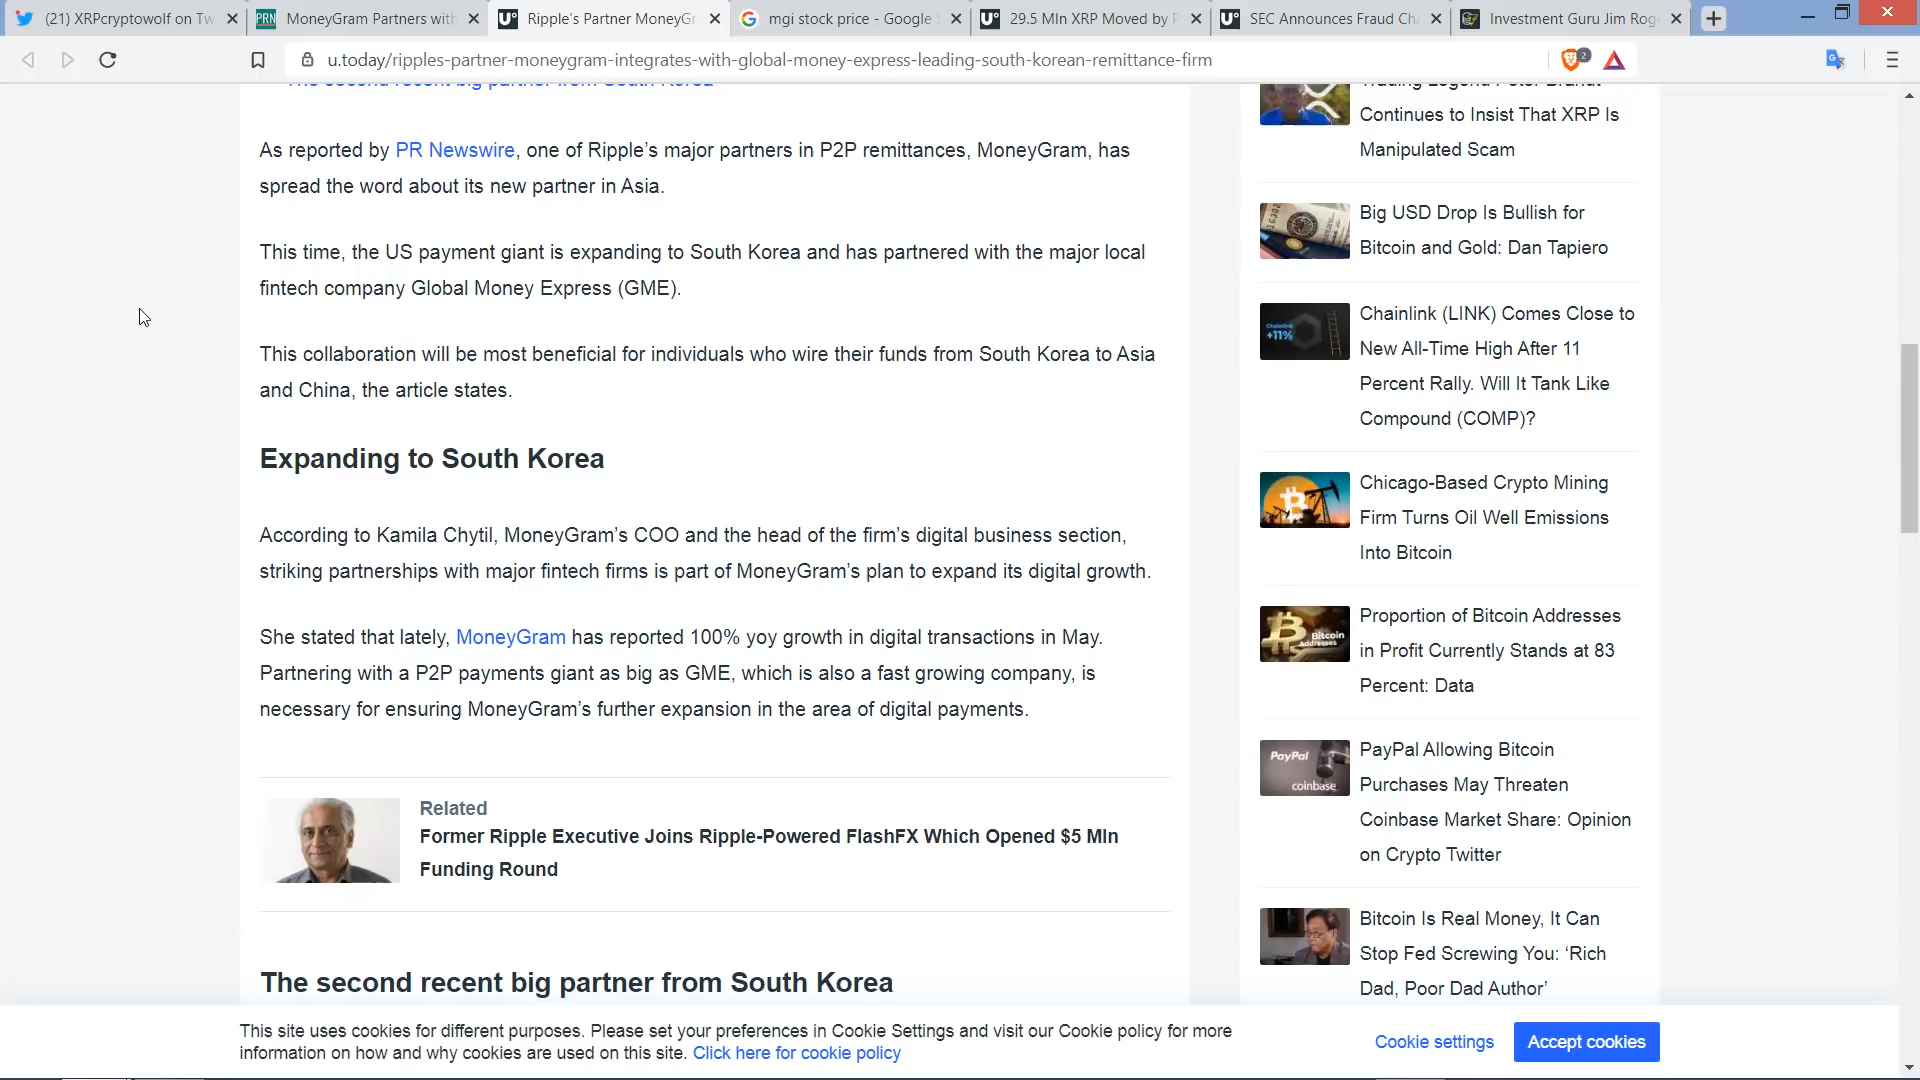 (21) XRPcryptowolf on Tw
MoneyGram Partners with
Ripple's Partner MoneyGr
mgi stock price - Google S
29.5 Mln XRP Moved by
SEC Announces Fraud Ch
Investment Guru Jim Rog
u.today/ripples-partner-moneygram-integrates-with-global-money-express-leading-south-korean-remittance-firm
2
The second recent big partner from South Korea
As reported by PR Newswire, one of Ripple’s major partners in P2P remittances, MoneyGram, has
spread the word about its new partner in Asia.
This time, the US payment giant is expanding to South Korea and has partnered with the major local
fintech company Global Money Express (GME).
This collaboration will be most beneficial for individuals who wire their funds from South Korea to Asia
and China, the article states.
Expanding to South Korea
According to Kamila Chytil, MoneyGram’s COO and the head of the firm’s digital business section,
striking partnerships with major fintech firms is part of MoneyGram’s plan to expand its digital growth.
She stated that lately, MoneyGram has reported 100% yoy growth in digital transactions in May.
Partnering with a P2P payments giant as big as GME, which is also a fast growing company, is
necessary for ensuring MoneyGram’s further expansion in the area of digital payments.
Related
Former Ripple Executive Joins Ripple-Powered FlashFX Which Opened $5 Mln
Funding Round
The second recent big partner from South Korea
Trading Legend Peter Brandt
Continues to Insist That XRP Is
Manipulated Scam
Big USD Drop Is Bullish for
Bitcoin and Gold: Dan Tapiero
Chainlink
+11%
Chainlink (LINK) Comes Close to
New All-Time High After 11
Percent Rally. Will It Tank Like
Compound (COMP)?
Chicago-Based Crypto Mining
Firm Turns Oil Well Emissions
Into Bitcoin
Bitcoin
Addresses
Proportion of Bitcoin Addresses
in Profit Currently Stands at 83
Percent: Data
PayPal
coinbase
PayPal Allowing Bitcoin
Purchases May Threaten
Coinbase Market Share: Opinion
on Crypto Twitter
Bitcoin Is Real Money, It Can
Stop Fed Screwing You: ‘Rich
Dad, Poor Dad Author’
This site uses cookies for different purposes. Please set your preferences in Cookie Settings and visit our Cookie policy for more
information on how and why cookies are used on this site. Click here for cookie policy
Cookie settings
Accept cookies